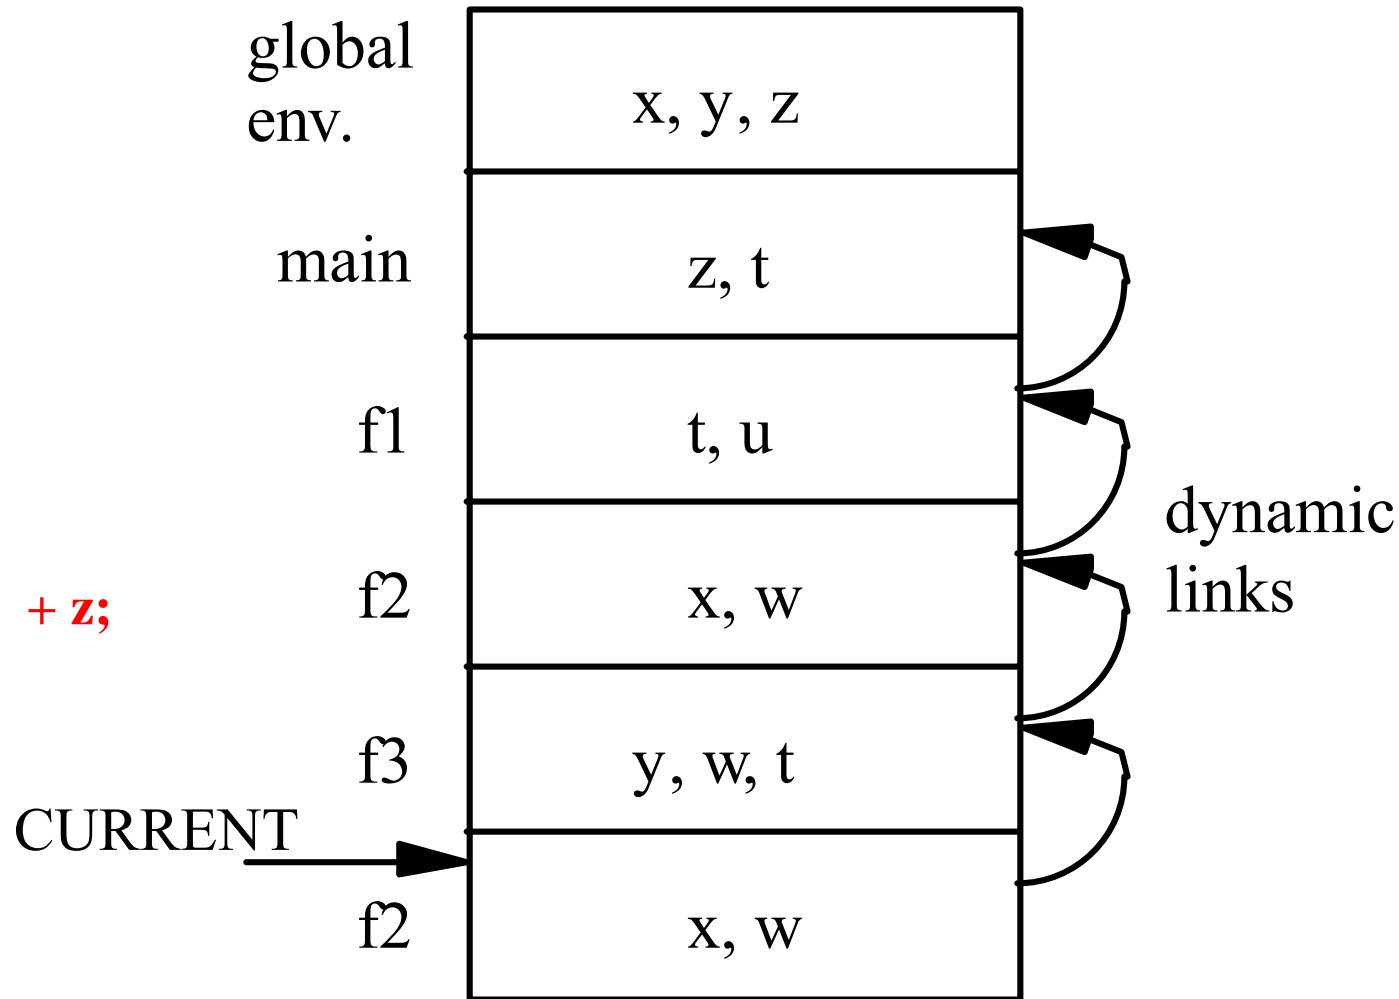 global
env.
x, y, z
main
z, t
f1
t, u
dynamic
links
+ z;
f2
x, w
f3
y, w, t
CURRENT
f2
x, w